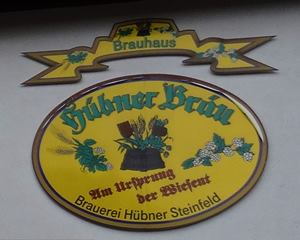 Brauhaus
Hübner Bräu
Am Ursprung
der Wiesent
Brauerei Hübner Steinfeld